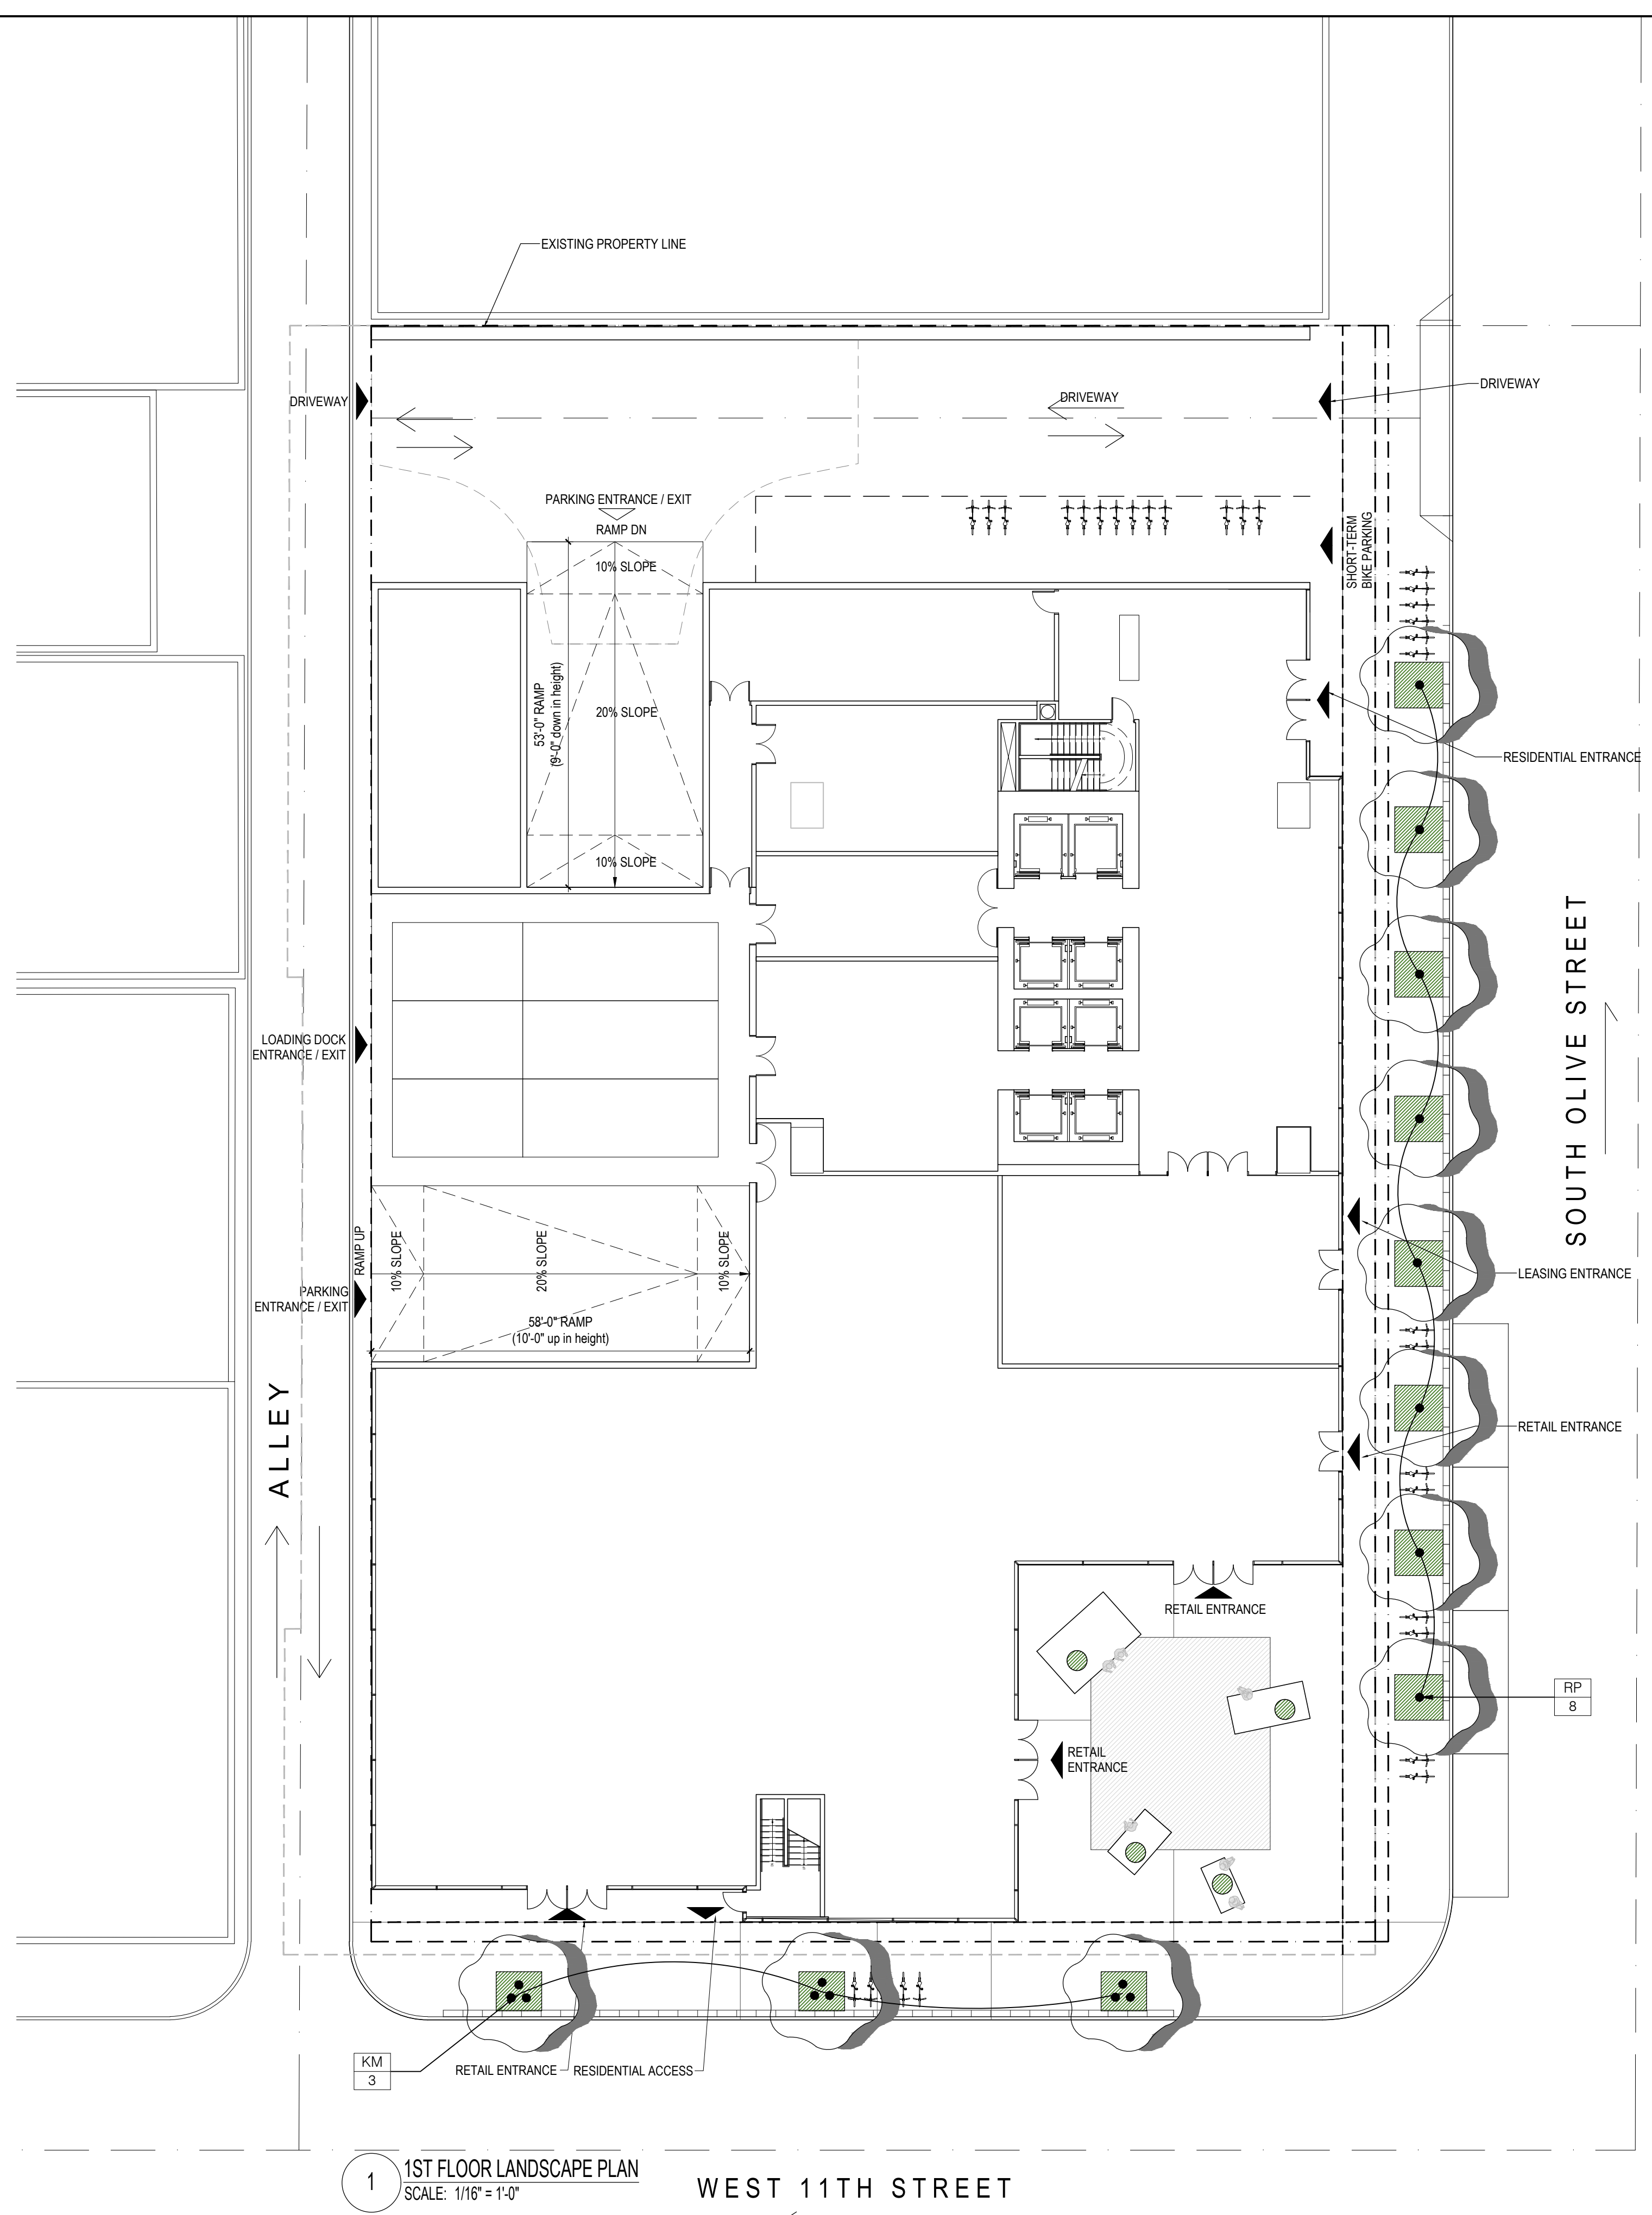 EXISTING PROPERTY LINE
DRIVEWAY
DRIVEWAY
DRIVEWAY
PARKING ENTRANCE / EXIT
RAMP DN
10% SLOPE
SHORT-TERM
BIKE PARKING
53'-0" RAMP
(9'-0" down in height)
20% SLOPE
10% SLOPE
RESIDENTIAL ENTRANCE
SOUTH OLIVE STREET
LOADING DOCK
ENTRANCE / EXIT
RAMP UP
10% SLOPE
20% SLOPE
10% SLOPE
PARKING
ENTRANCE / EXIT
58'-0" RAMP
(10'-0" up in height)
LEASING ENTRANCE
ALLEY
RETAIL ENTRANCE
RETAIL ENTRANCE
RP
8
RETAIL
ENTRANCE
KM
3
RETAIL ENTRANCE
RESIDENTIAL ACCESS
1
1ST FLOOR LANDSCAPE PLAN
SCALE: 1/16" = 1'-0"
WEST 11TH STREET